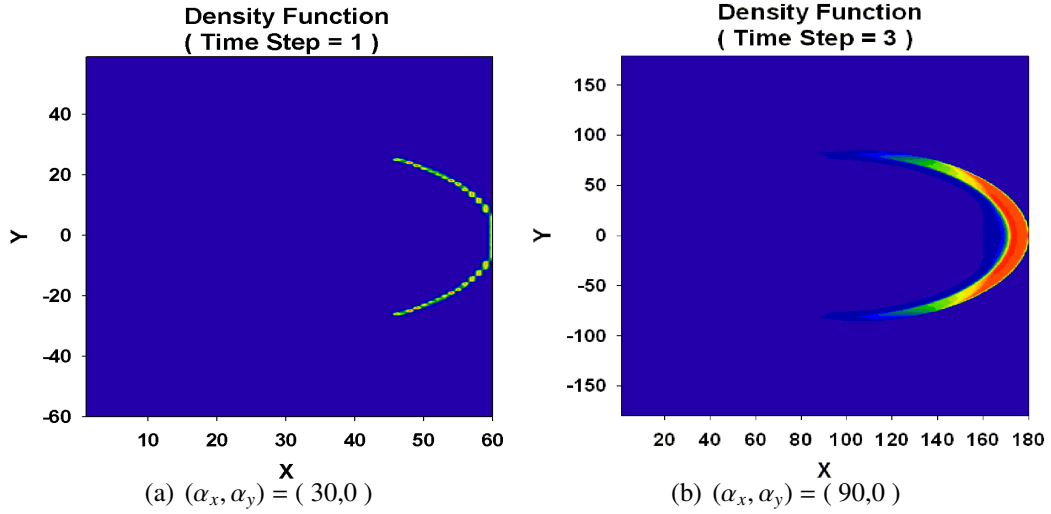 Density Function
( Time Step = 1 )
Y
40
20
0
-20
-40
-60
10 20 30 40 50 60
X
(a) (αx, αy) = ( 30,0 )
Density Function
( Time Step = 3 )
Y
150
100
50
0
-50
-100
-150
20 40 60 80 100 120 140 160 180
X
(b) (αx, αy) = ( 90,0 )